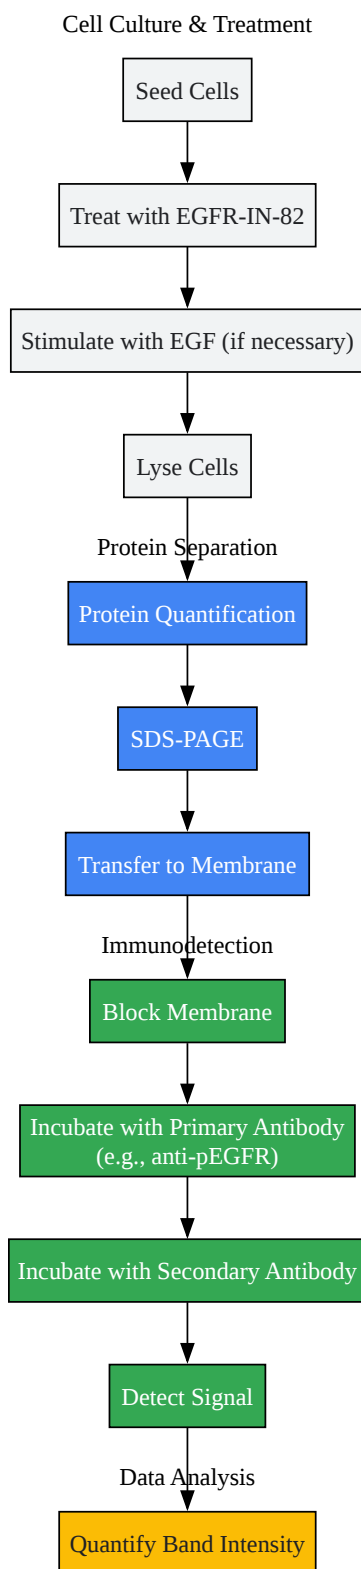 Cell Culture & Treatment
Seed Cells
Treat with EGFR-IN-82
Stimulate with EGF (if necessary)
Lyse Cells
Protein Separation
Protein Quantification
SDS-PAGE
Transfer to Membrane
Immunodetection
Block Membrane
Incubate with Primary Antibody
(e.g., anti-pEGFR)
Incubate with Secondary Antibody
Detect Signal
Data Analysis
Quantify Band Intensity